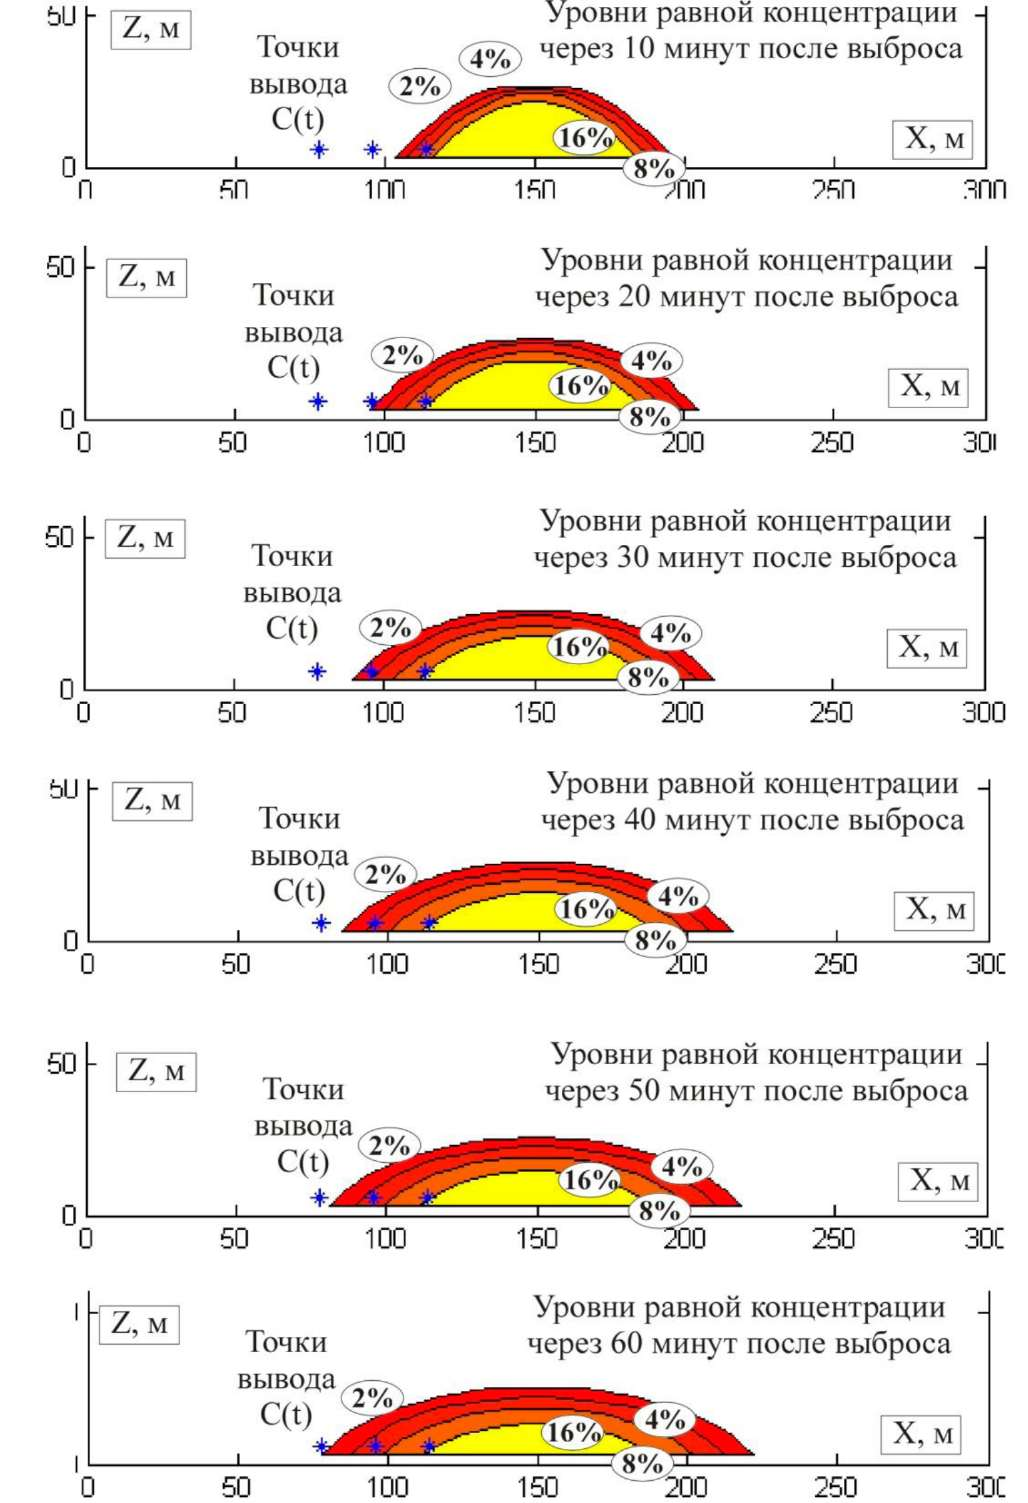 50
Z, м
Точки
вывода
C(t)
Уровни равной концентрации
через 10 минут после выброса
2%
4%
16%
8%
X, м
0
0
50
100
150
200
250
300
50
Z, м
Точки
вывода
C(t)
Уровни равной концентрации
через 20 минут после выброса
2%
4%
16%
8%
X, м
0
0
50
100
150
200
250
300
50
Z, м
Точки
вывода
C(t)
Уровни равной концентрации
через 30 минут после выброса
2%
4%
16%
8%
X, м
0
0
50
100
150
200
250
300
50
Z, м
Точки
вывода
C(t)
Уровни равной концентрации
через 40 минут после выброса
2%
4%
16%
8%
X, м
0
0
50
100
150
200
250
300
50
Z, м
Точки
вывода
C(t)
Уровни равной концентрации
через 50 минут после выброса
2%
4%
16%
8%
X, м
0
0
50
100
150
200
250
300
Z, м
Точки
вывода
C(t)
Уровни равной концентрации
через 60 минут после выброса
2%
4%
16%
8%
X, м
0
50
100
150
200
250
300